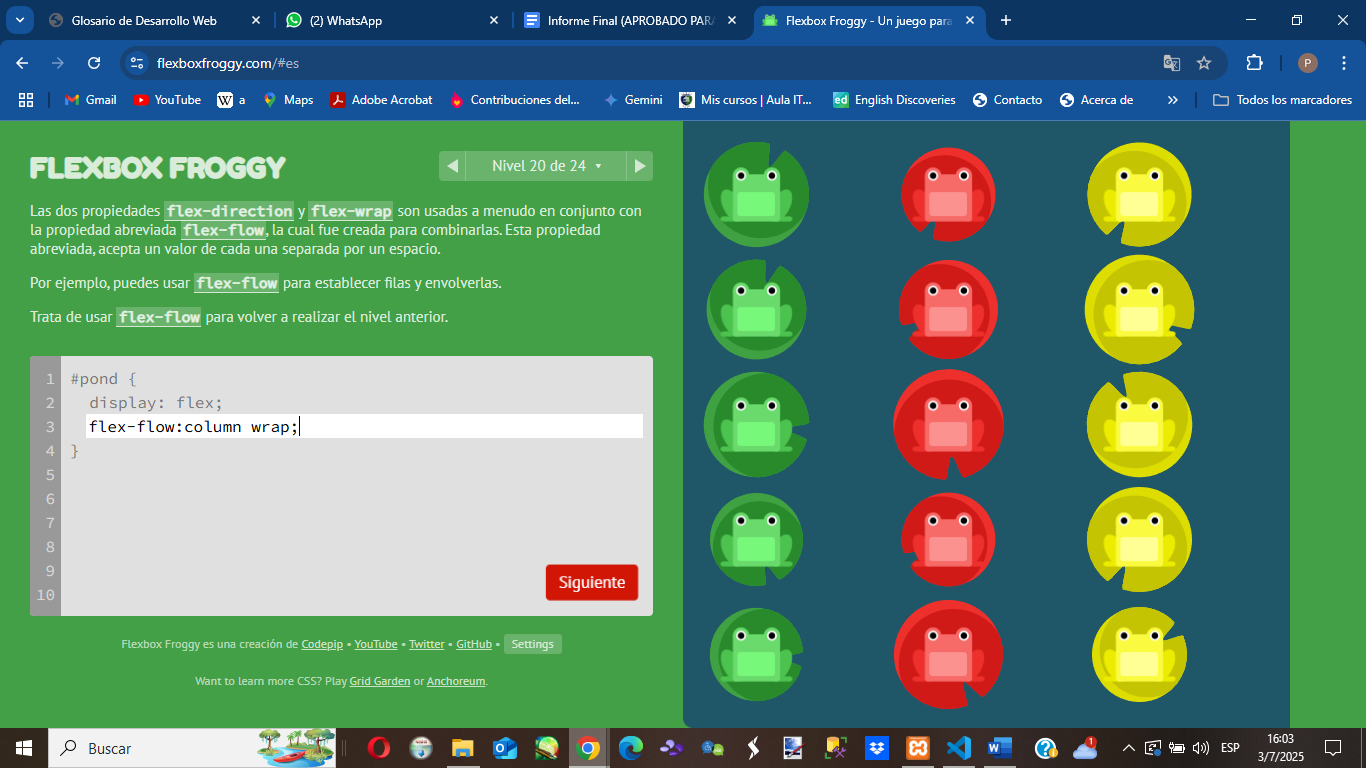 Glosario de Desarrollo Web
(2) WhatsApp
Informe Final (APROBADO PARA
Flexbox Froggy - Un juego para
flexboxfroggy.com/#es
P
Gmail
YouTube
W a
Maps
Adobe Acrobat
Contribuciones del...
Gemini
Mis cursos | Aula IT...
ed English Discoveries
Contacto
Acerca de
»
Todos los marcadores
FLEXBOX FROGGY
Nivel 20 de 24
Las dos propiedades flex-direction y flex-wrap son usadas a menudo en conjunto con
la propiedad abreviada flex-flow, la cual fue creada para combinarlas. Esta propiedad
abreviada, acepta un valor de cada una separada por un espacio.
Por ejemplo, puedes usar flex-flow para establecer filas y envolverlas.
Trata de usar flex-flow para volver a realizar el nivel anterior.
1 #pond {
2 display: flex;
3 flex-flow:column wrap;
4 }
5
6
7
8
9
10
Siguiente
Flexbox Froggy es una creación de Codepip • YouTube • Twitter • GitHub • Settings
Want to learn more CSS? Play Grid Garden or Anchoreum.
Buscar
1
ESP
16:03
3/7/2025